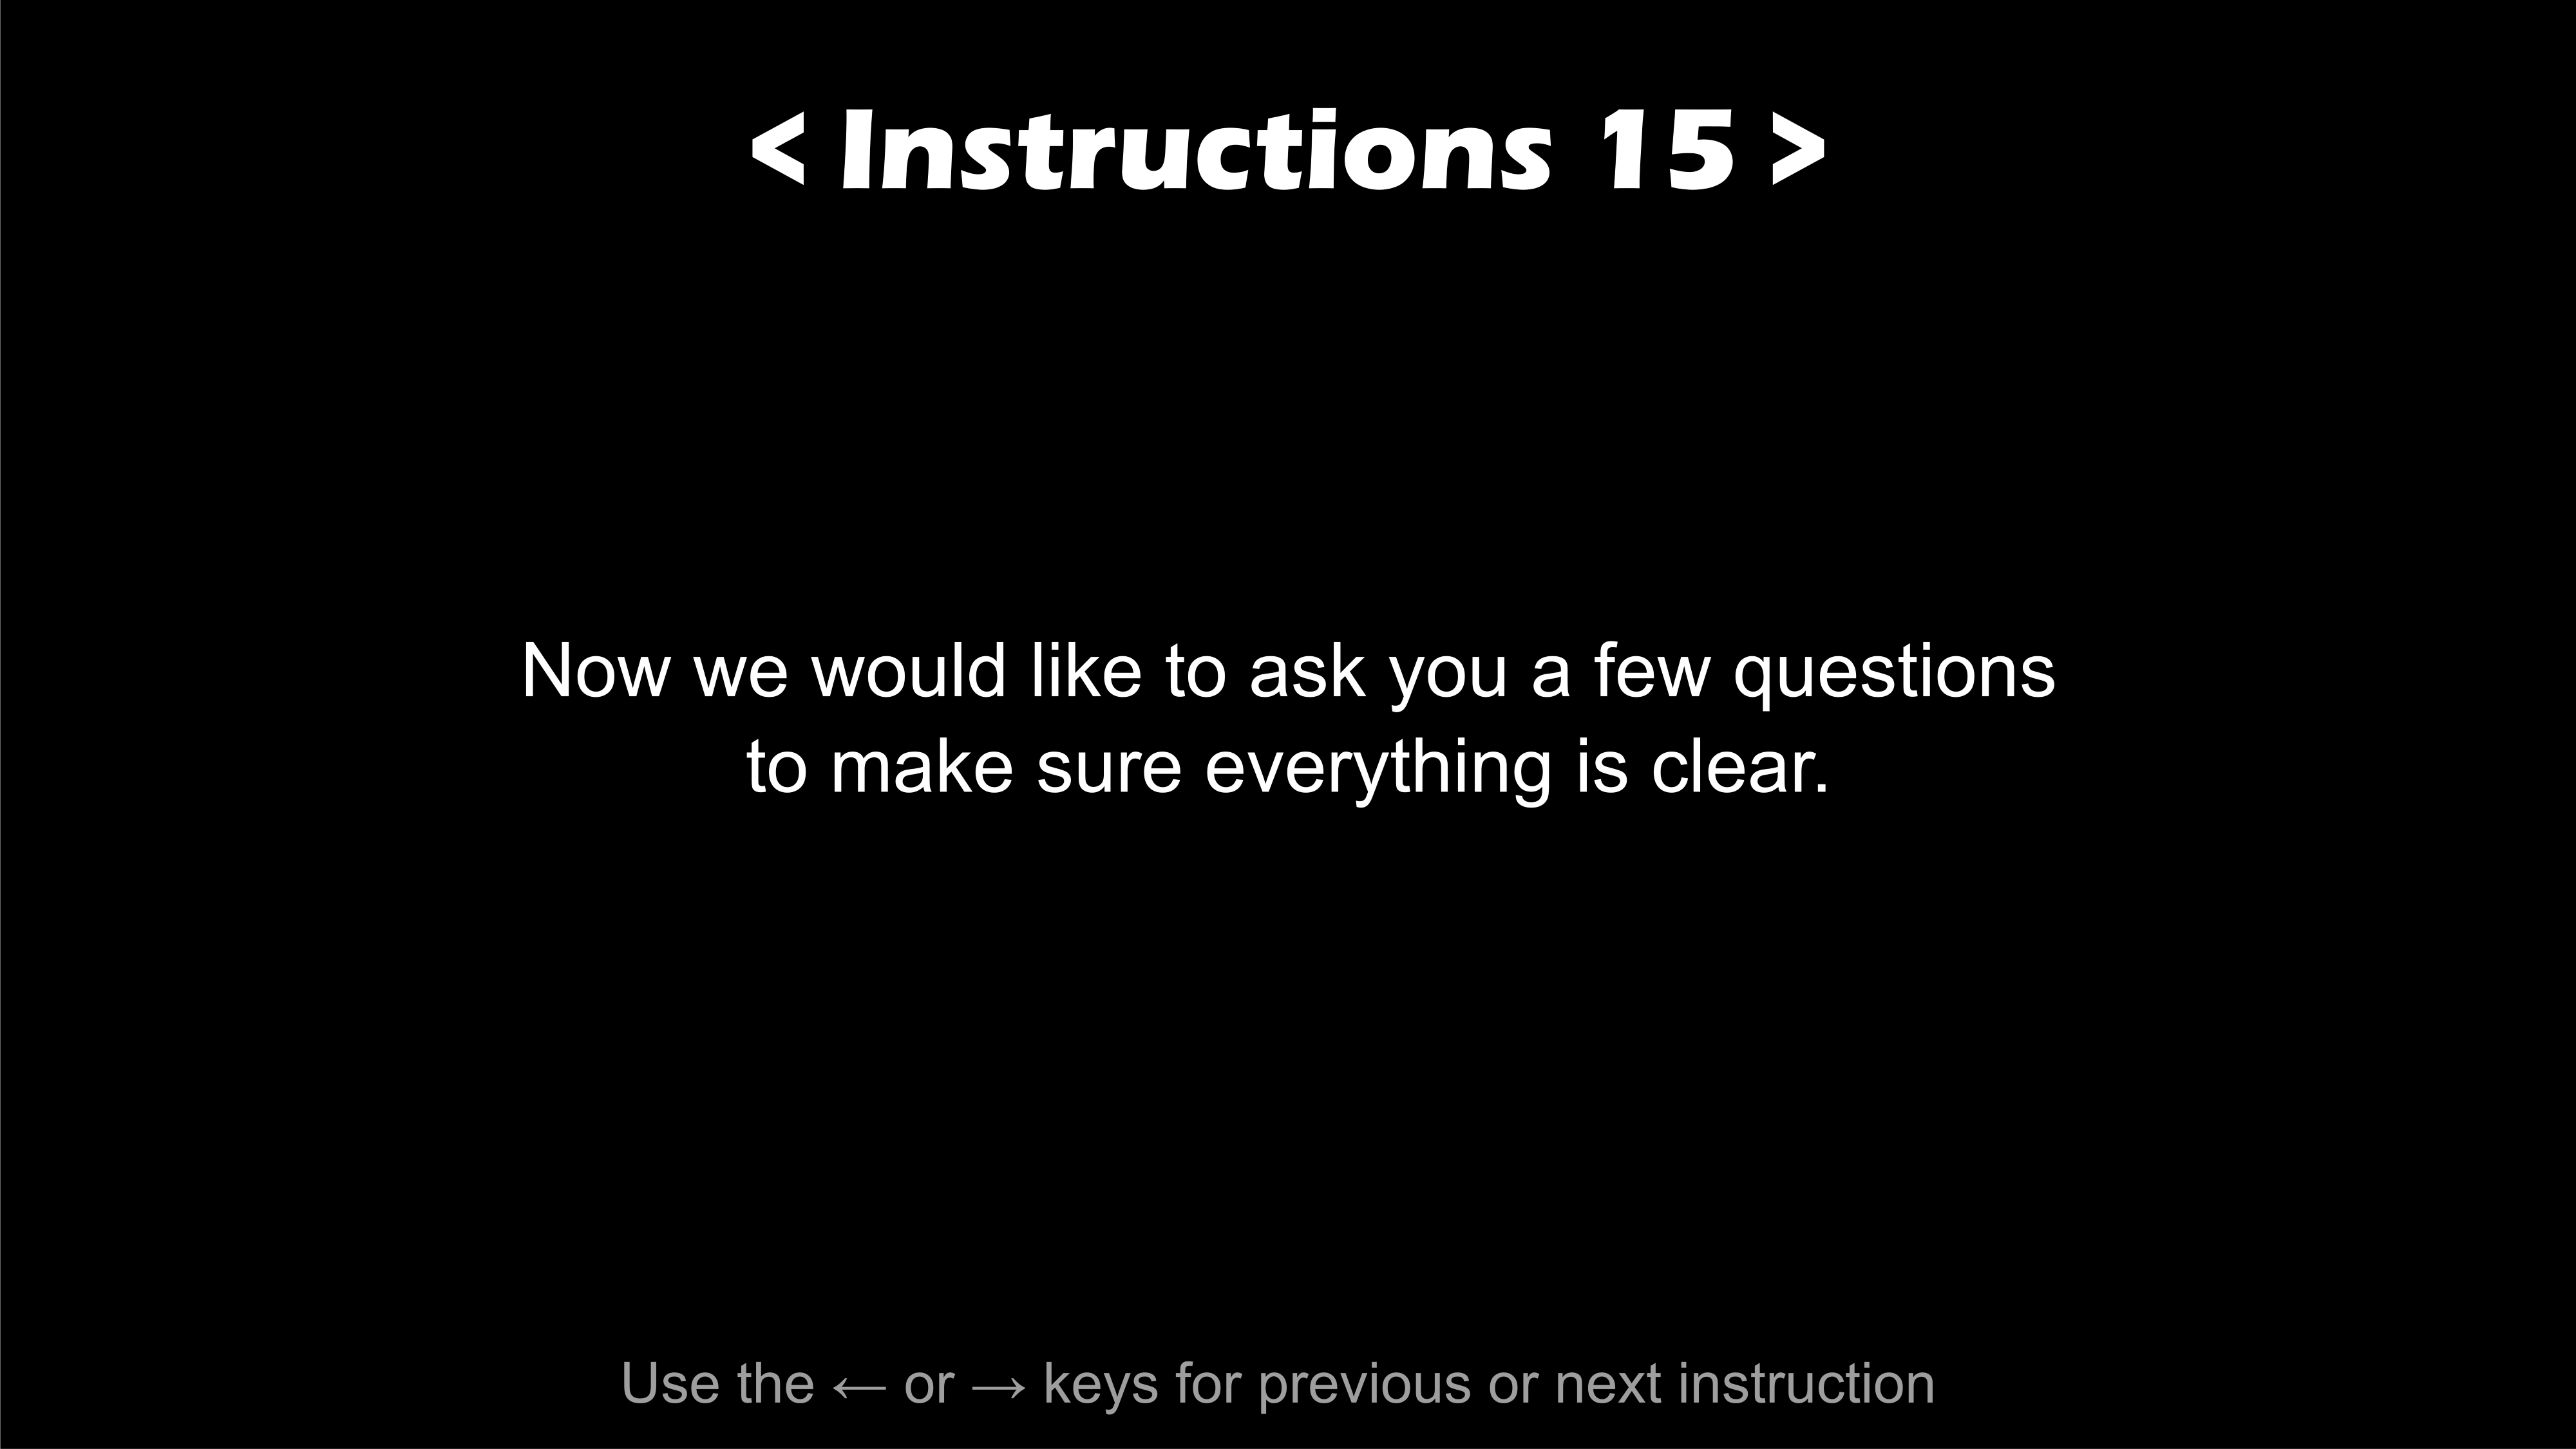 < Instructions 15 >
Now we would like to ask you a few questions
to make sure everything is clear.
Use the ← or → keys for previous or next instruction